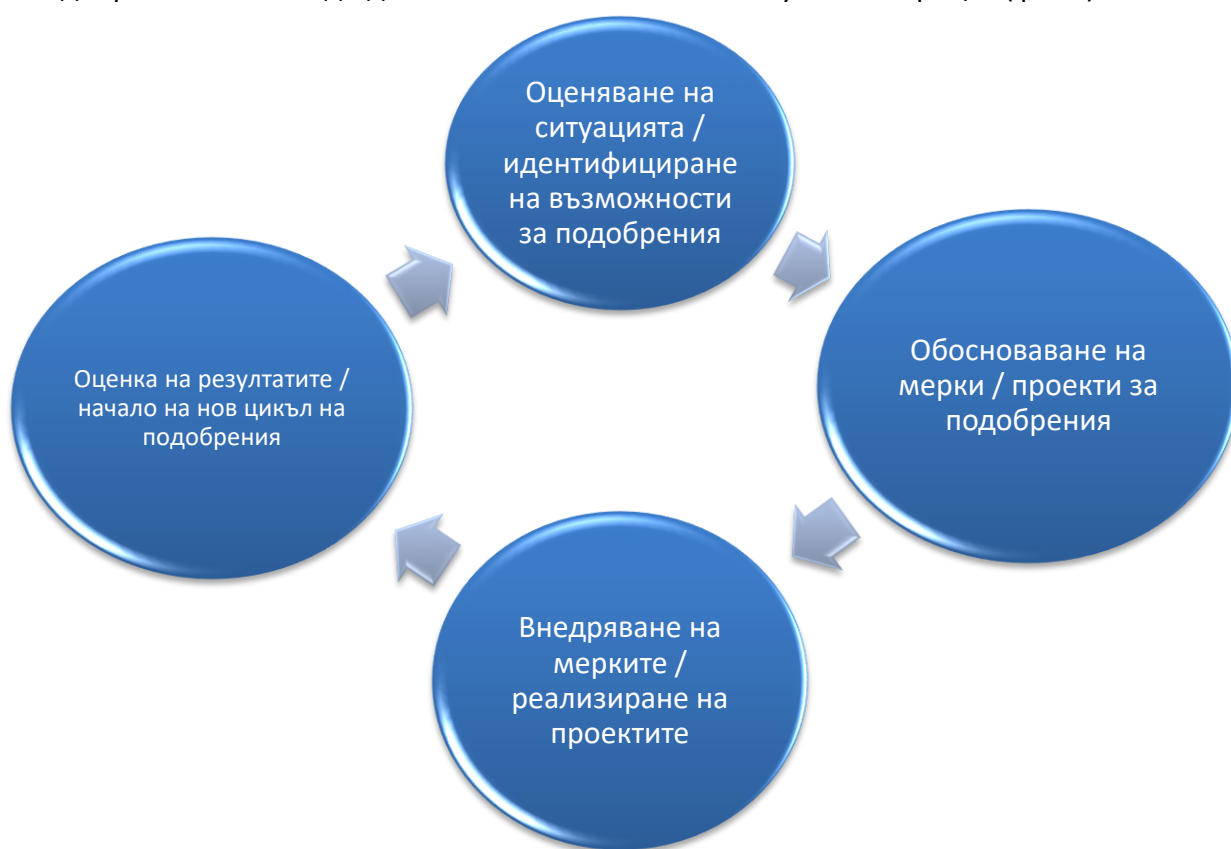 Оценяване на
ситуацията /
идентифициране
на възможности
за подобрения
Обосноваване на
мерки / проекти за
подобрения
Внедряване на
мерките /
реализиране на
проектите
Оценка на резултатите /
начало на нов цикъл на
подобрения